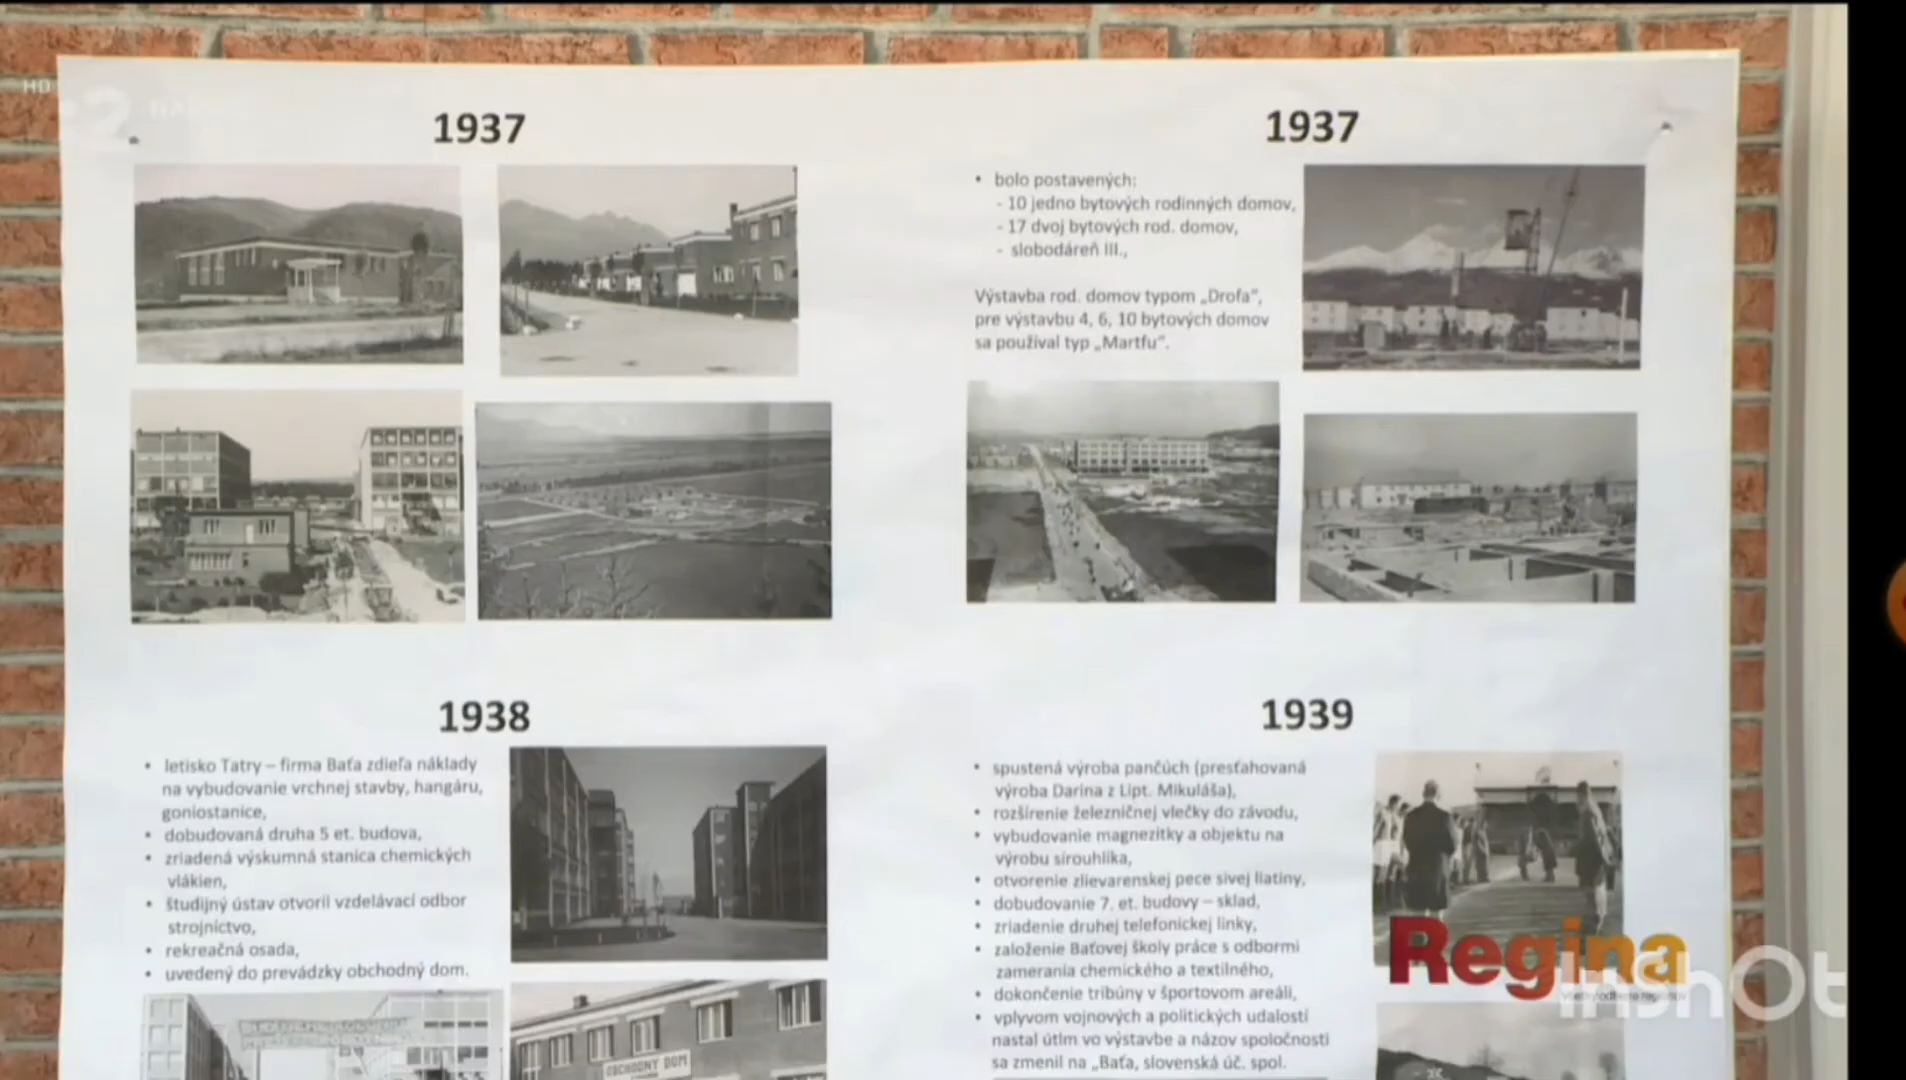 HD
:2
1937
1937
• bolo postavených:
- 10 jedno bytových rodinných domov,
- 17 dvoj bytových rod. domov,
- slobodáreň III.,
Výstavba rod. domov typom „Drofa“,
pre výstavbu 4, 6, 10 bytových domov
sa používal typ „Martfu“.
1938
• letisko Tatry – firma Baťa zdieľa náklady
na vybudovanie vrchnej stavby, hangáru,
goniostanice,
• dobudovaná druha 5 et. budova,
• zriadená výskumná stanica chemických
vlákien,
• študijný ústav otvoril vzdelávací odbor
strojníctvo,
• rekreačná osada,
• uvedený do prevádzky obchodný dom.
OBCHODNÝ DOM
1939
• spustená výroba pančúch (presťahovaná
výroba Darina z Lipt. Mikuláša),
• rozšírenie železničnej vlečky do závodu,
• vybudovanie magnezitky a objektu na
výrobu sírouhlíka,
• otvorenie zlievarenskej pece sivej liatiny,
• dobudovanie 7. et. budovy – sklad,
• zriadenie druhej telefonickej linky,
• založenie Baťovej školy práce s odbormi
zamerania chemického a textilného,
• dokončenie tribúny v športovom areáli,
• vplyvom vojnových a politických udalostí
nastal útlm vo výstavbe a názov spoločnosti
sa zmenil na „Baťa, slovenská úč. spol.
Regina
InShOt